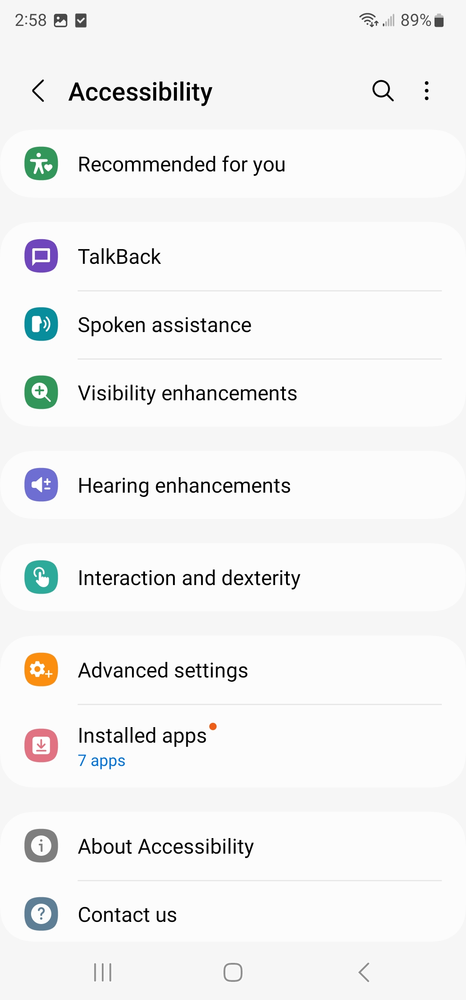 2:58 89%
Accessibility
Recommended for you
TalkBack
Spoken assistance
Visibility enhancements
Hearing enhancements
Interaction and dexterity
Advanced settings
Installed apps
7 apps
About Accessibility
Contact us